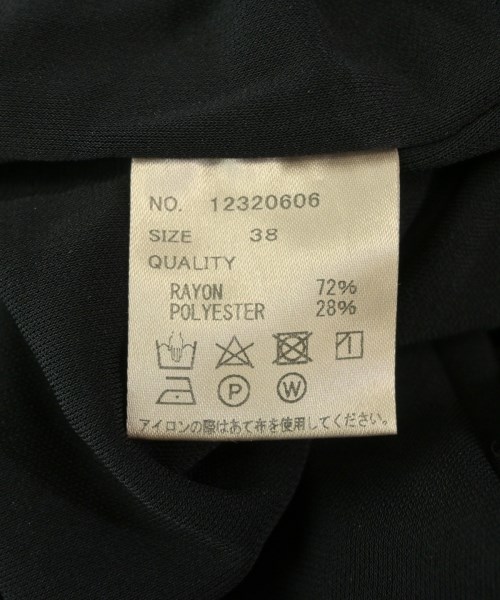 NO. 12320606
SIZE 38
QUALITY
RAYON 72%
POLYESTER 28%
P W
アイロンの際はあて布を使用してください。